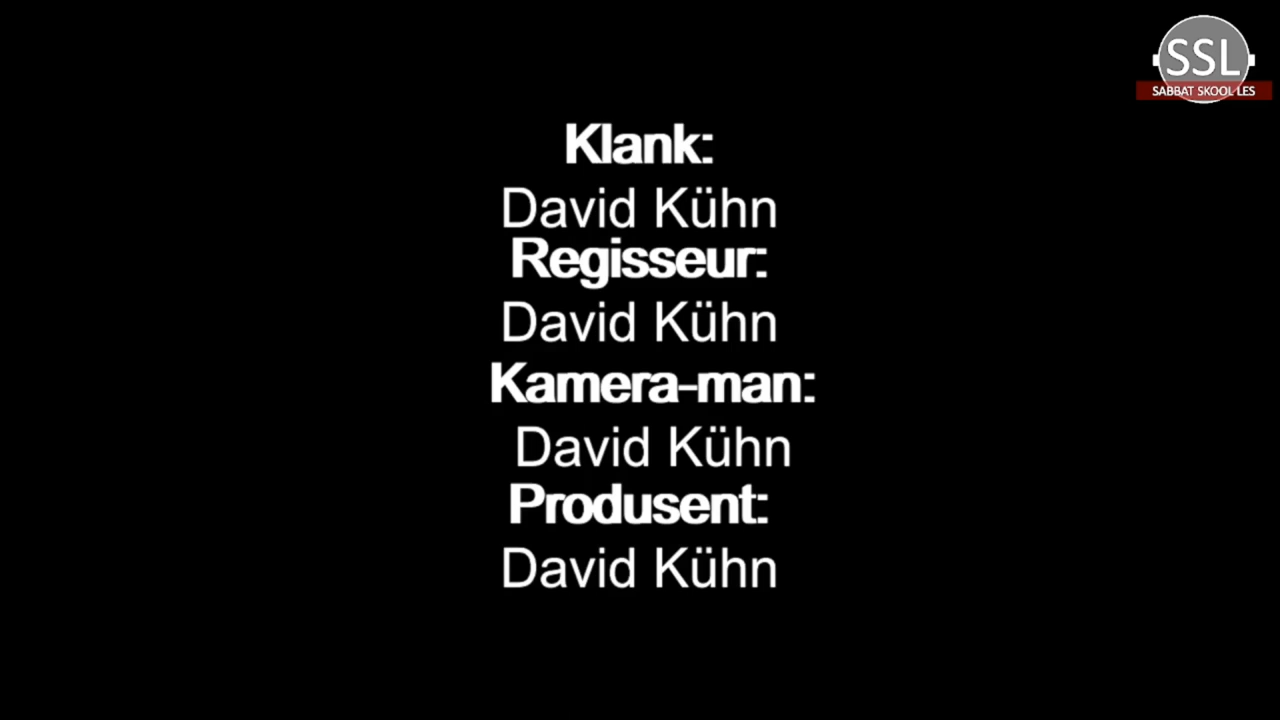 SSL
SABBAT SKOOL LES
Klank:
David Kühn
Regisseur:
David Kühn
Kamera-man:
David Kühn
Produsent:
David Kühn